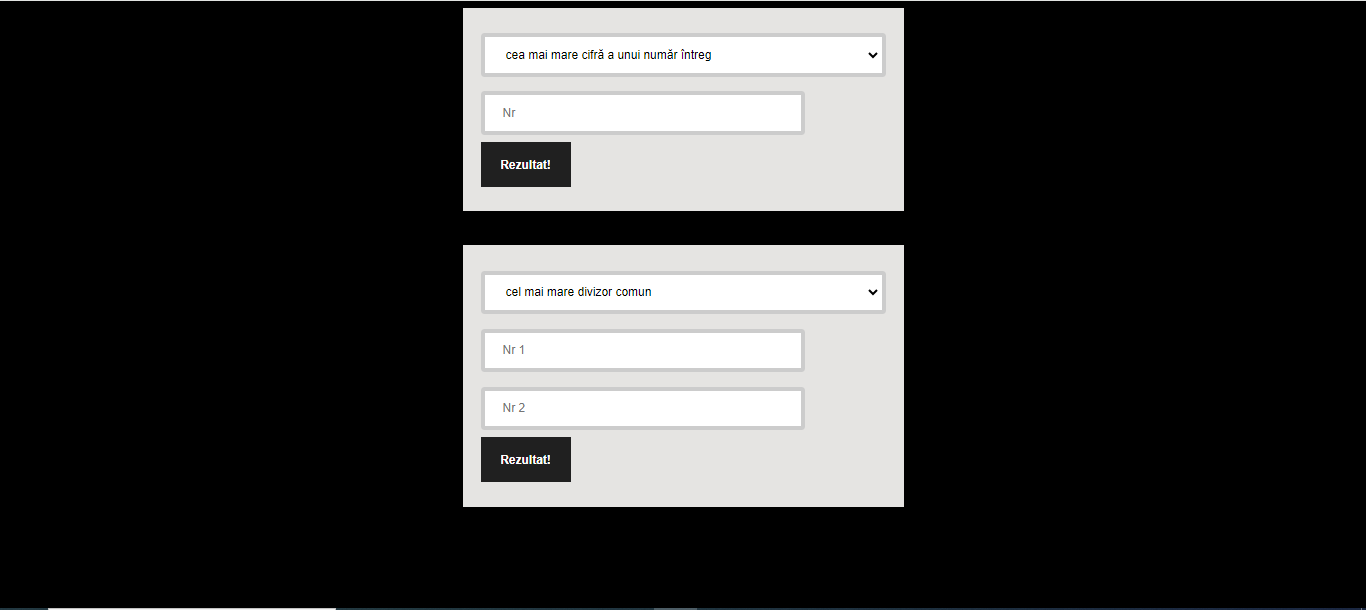 cea mai mare cifră a unui număr întreg
Nr
Rezultat!
cel mai mare divizor comun
Nr 1
Nr 2
Rezultat!